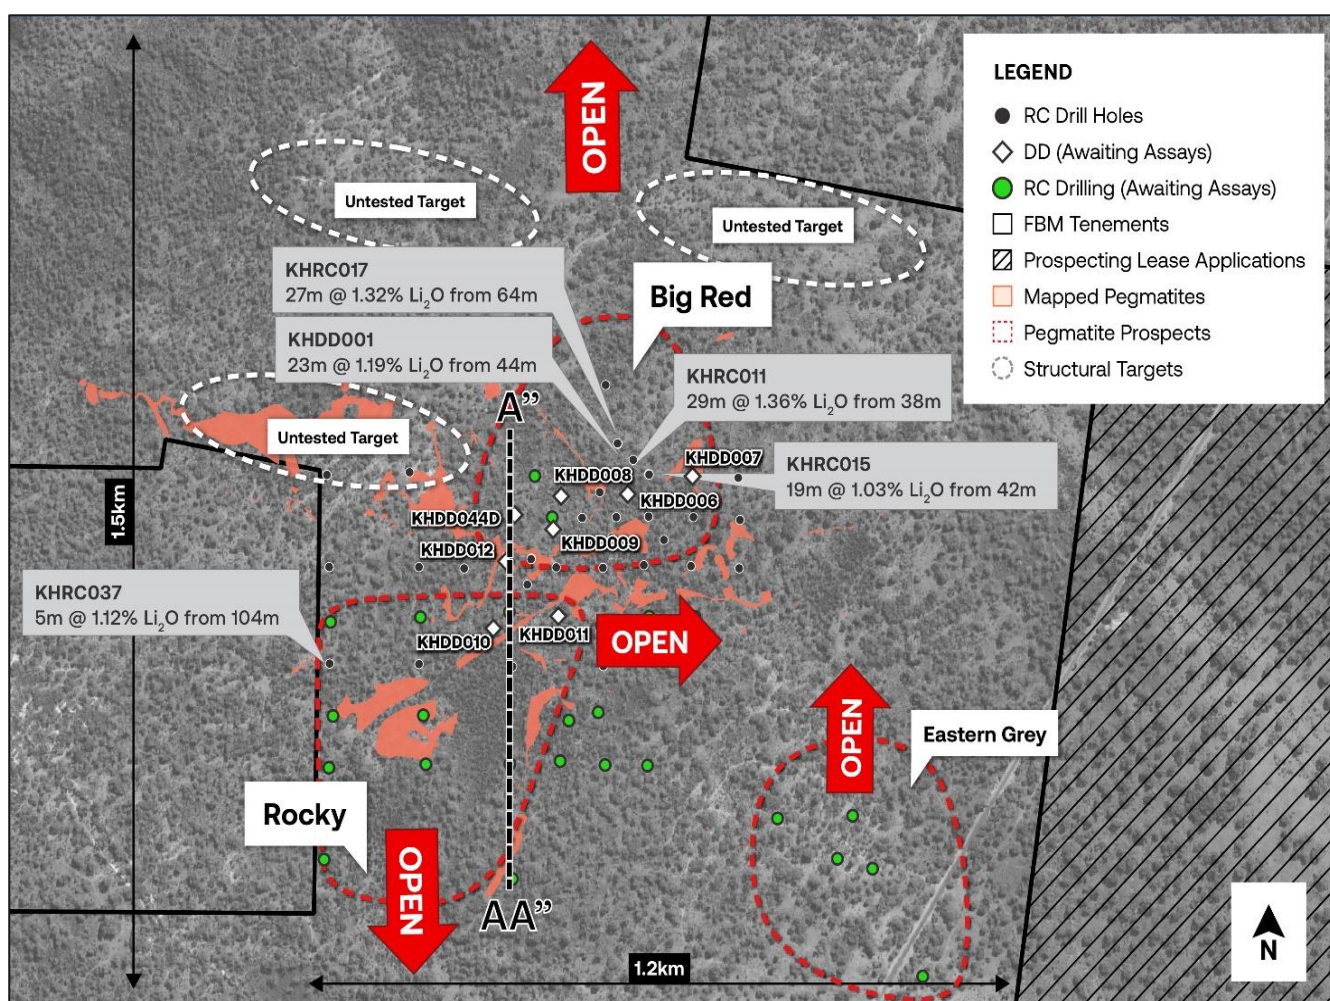 OPEN
LEGEND
RC Drill Holes
DD (Awaiting Assays)
RC Drilling (Awaiting Assays)
FBM Tenements
Prospecting Lease Applications
Mapped Pegmatites
Pegmatite Prospects
Structural Targets
Untested Target
Untested Target
KHRC017
27m @ 1.32% Li₂O from 64m
Big Red
KHDD001
23m @ 1.19% Li₂O from 44m
KHRC011
29m @ 1.36% Li₂O from 38m
A”
Untested Target
KHDD007
KHRC015
19m @ 1.03% Li₂O from 42m
KHDD008
KHDD006
KHDD044D
KHDD009
KHDD012
1.5km
KHRC037
5m @ 1.12% Li₂O from 104m
KHDD010
KHDD011
OPEN
OPEN
Eastern Grey
Rocky
OPEN
AA”
1.2km
N